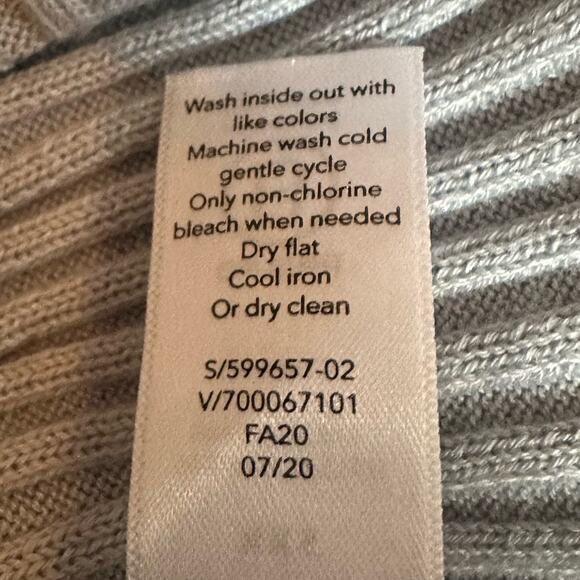 Wash inside out with
like colors
Machine wash cold
gentle cycle
Only non-chlorine
bleach when needed
Dry flat
Cool iron
Or dry clean
S/599657-02
V/700067101
FA20
07/20